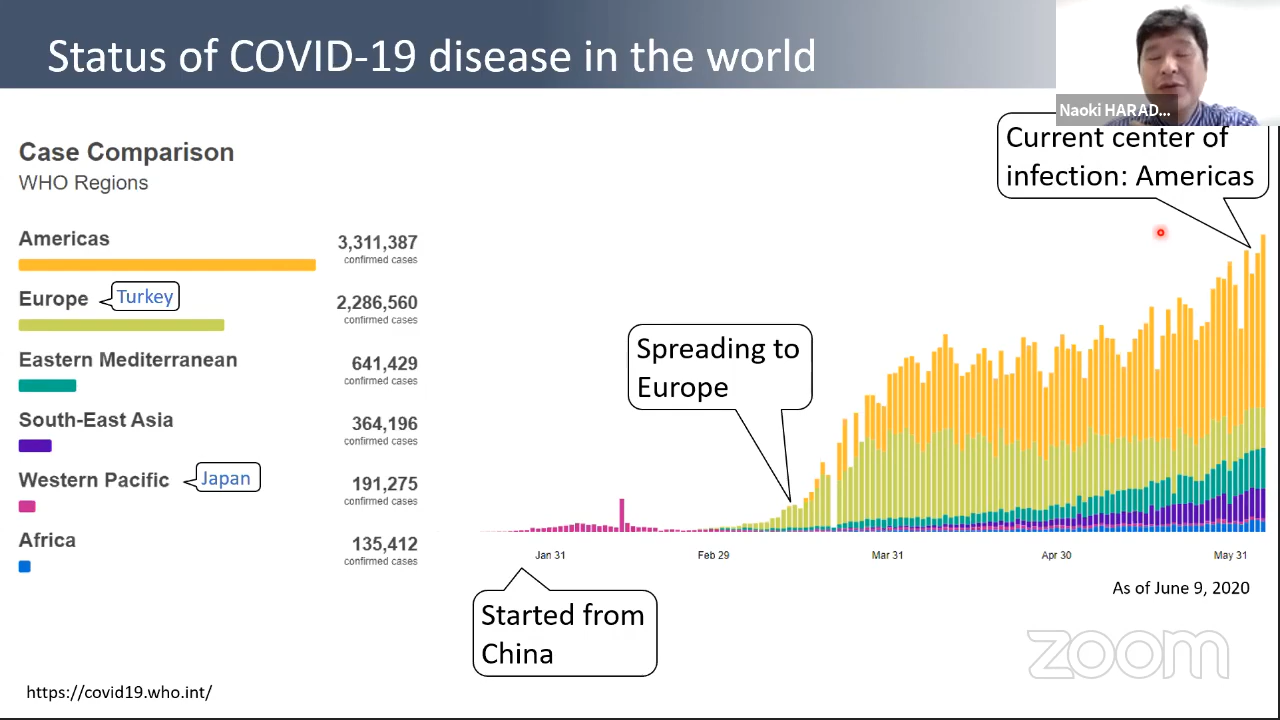 Status of COVID-19 disease in the world
Naoki HARAD...
Current center of
infection: Americas
Case Comparison
WHO Regions
Americas
3,311,387
confirmed cases
Europe
Turkey
2,286,560
confirmed cases
Eastern Mediterranean
641,429
confirmed cases
South-East Asia
364,196
confirmed cases
Western Pacific
Japan
191,275
confirmed cases
Africa
135,412
confirmed cases
Spreading to
Europe
Jan 31
Feb 29
Mar 31
Apr 30
May 31
As of June 9, 2020
Started from
China
zoom
https://covid19.who.int/